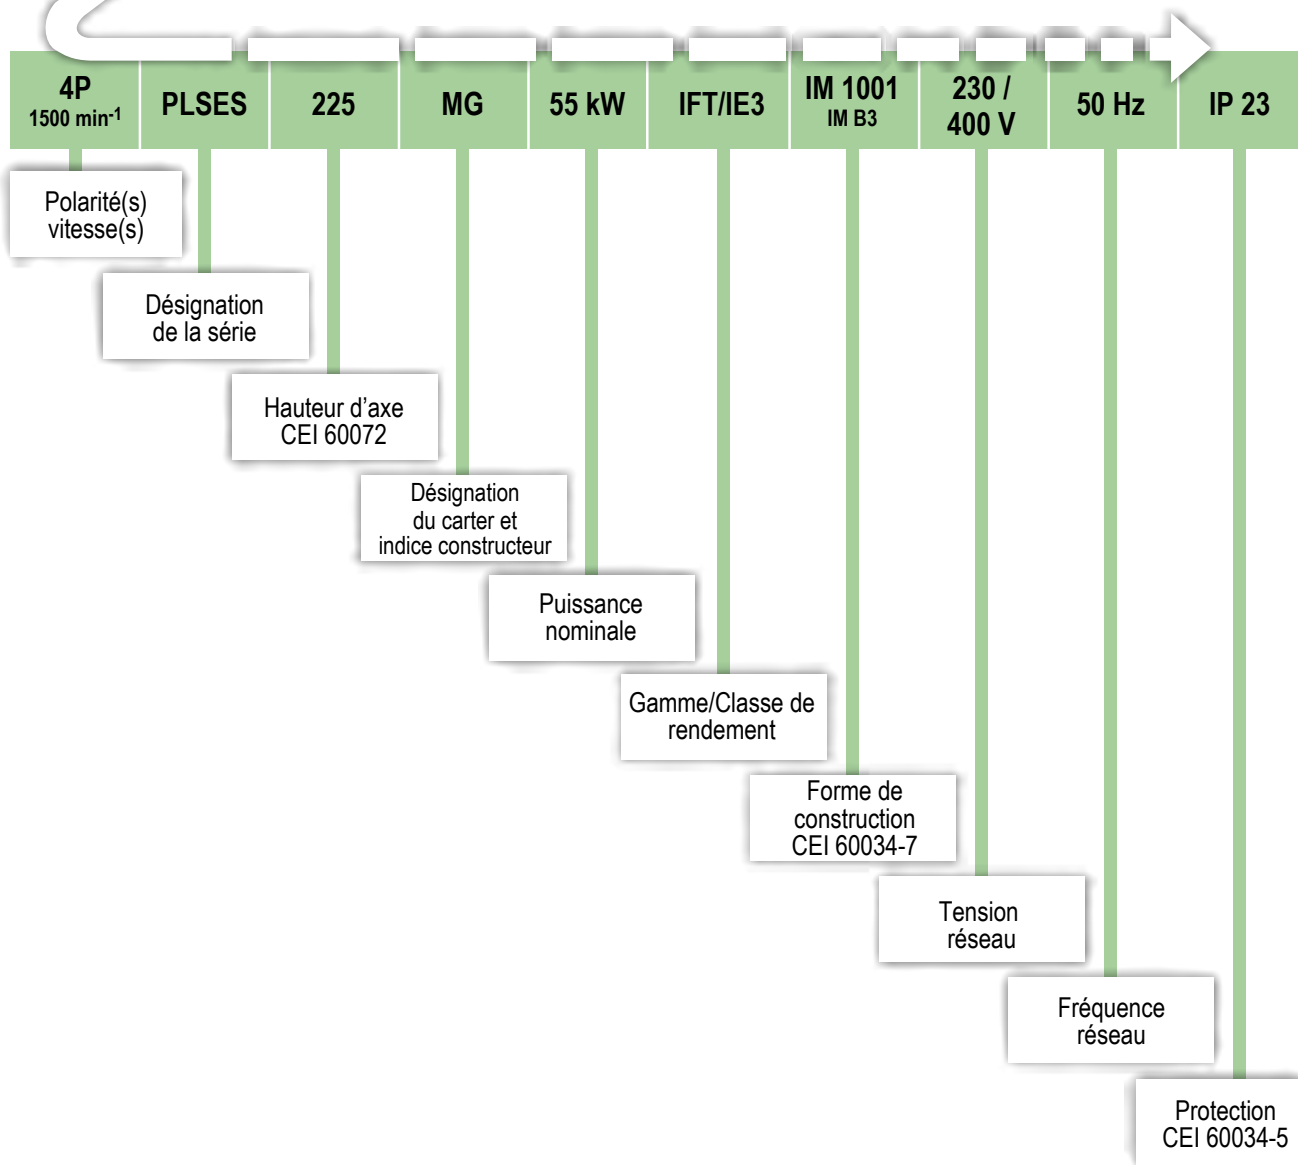 4P
1500 min-1
PLSES
225
MG
55 kW
IFT/IE3
IM 1001
IM B3
230 /
400 V
50 Hz
IP 23
Polarité(s)
vitesse(s)
Désignation
de la série
Hauteur d’axe
CEI 60072
Désignation
du carter et
indice constructeur
Puissance
nominale
Gamme/Classe de
rendement
Forme de
construction
CEI 60034-7
Tension
réseau
Fréquence
réseau
Protection
CEI 60034-5